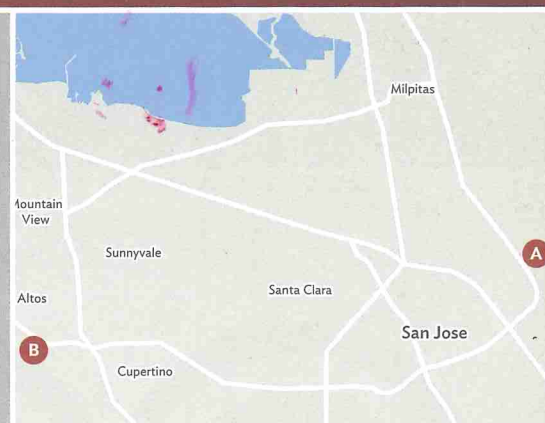 Milpitas
Mountain
View
Sunnyvale
A
Altos
Santa Clara
San Jose
B
Cupertino